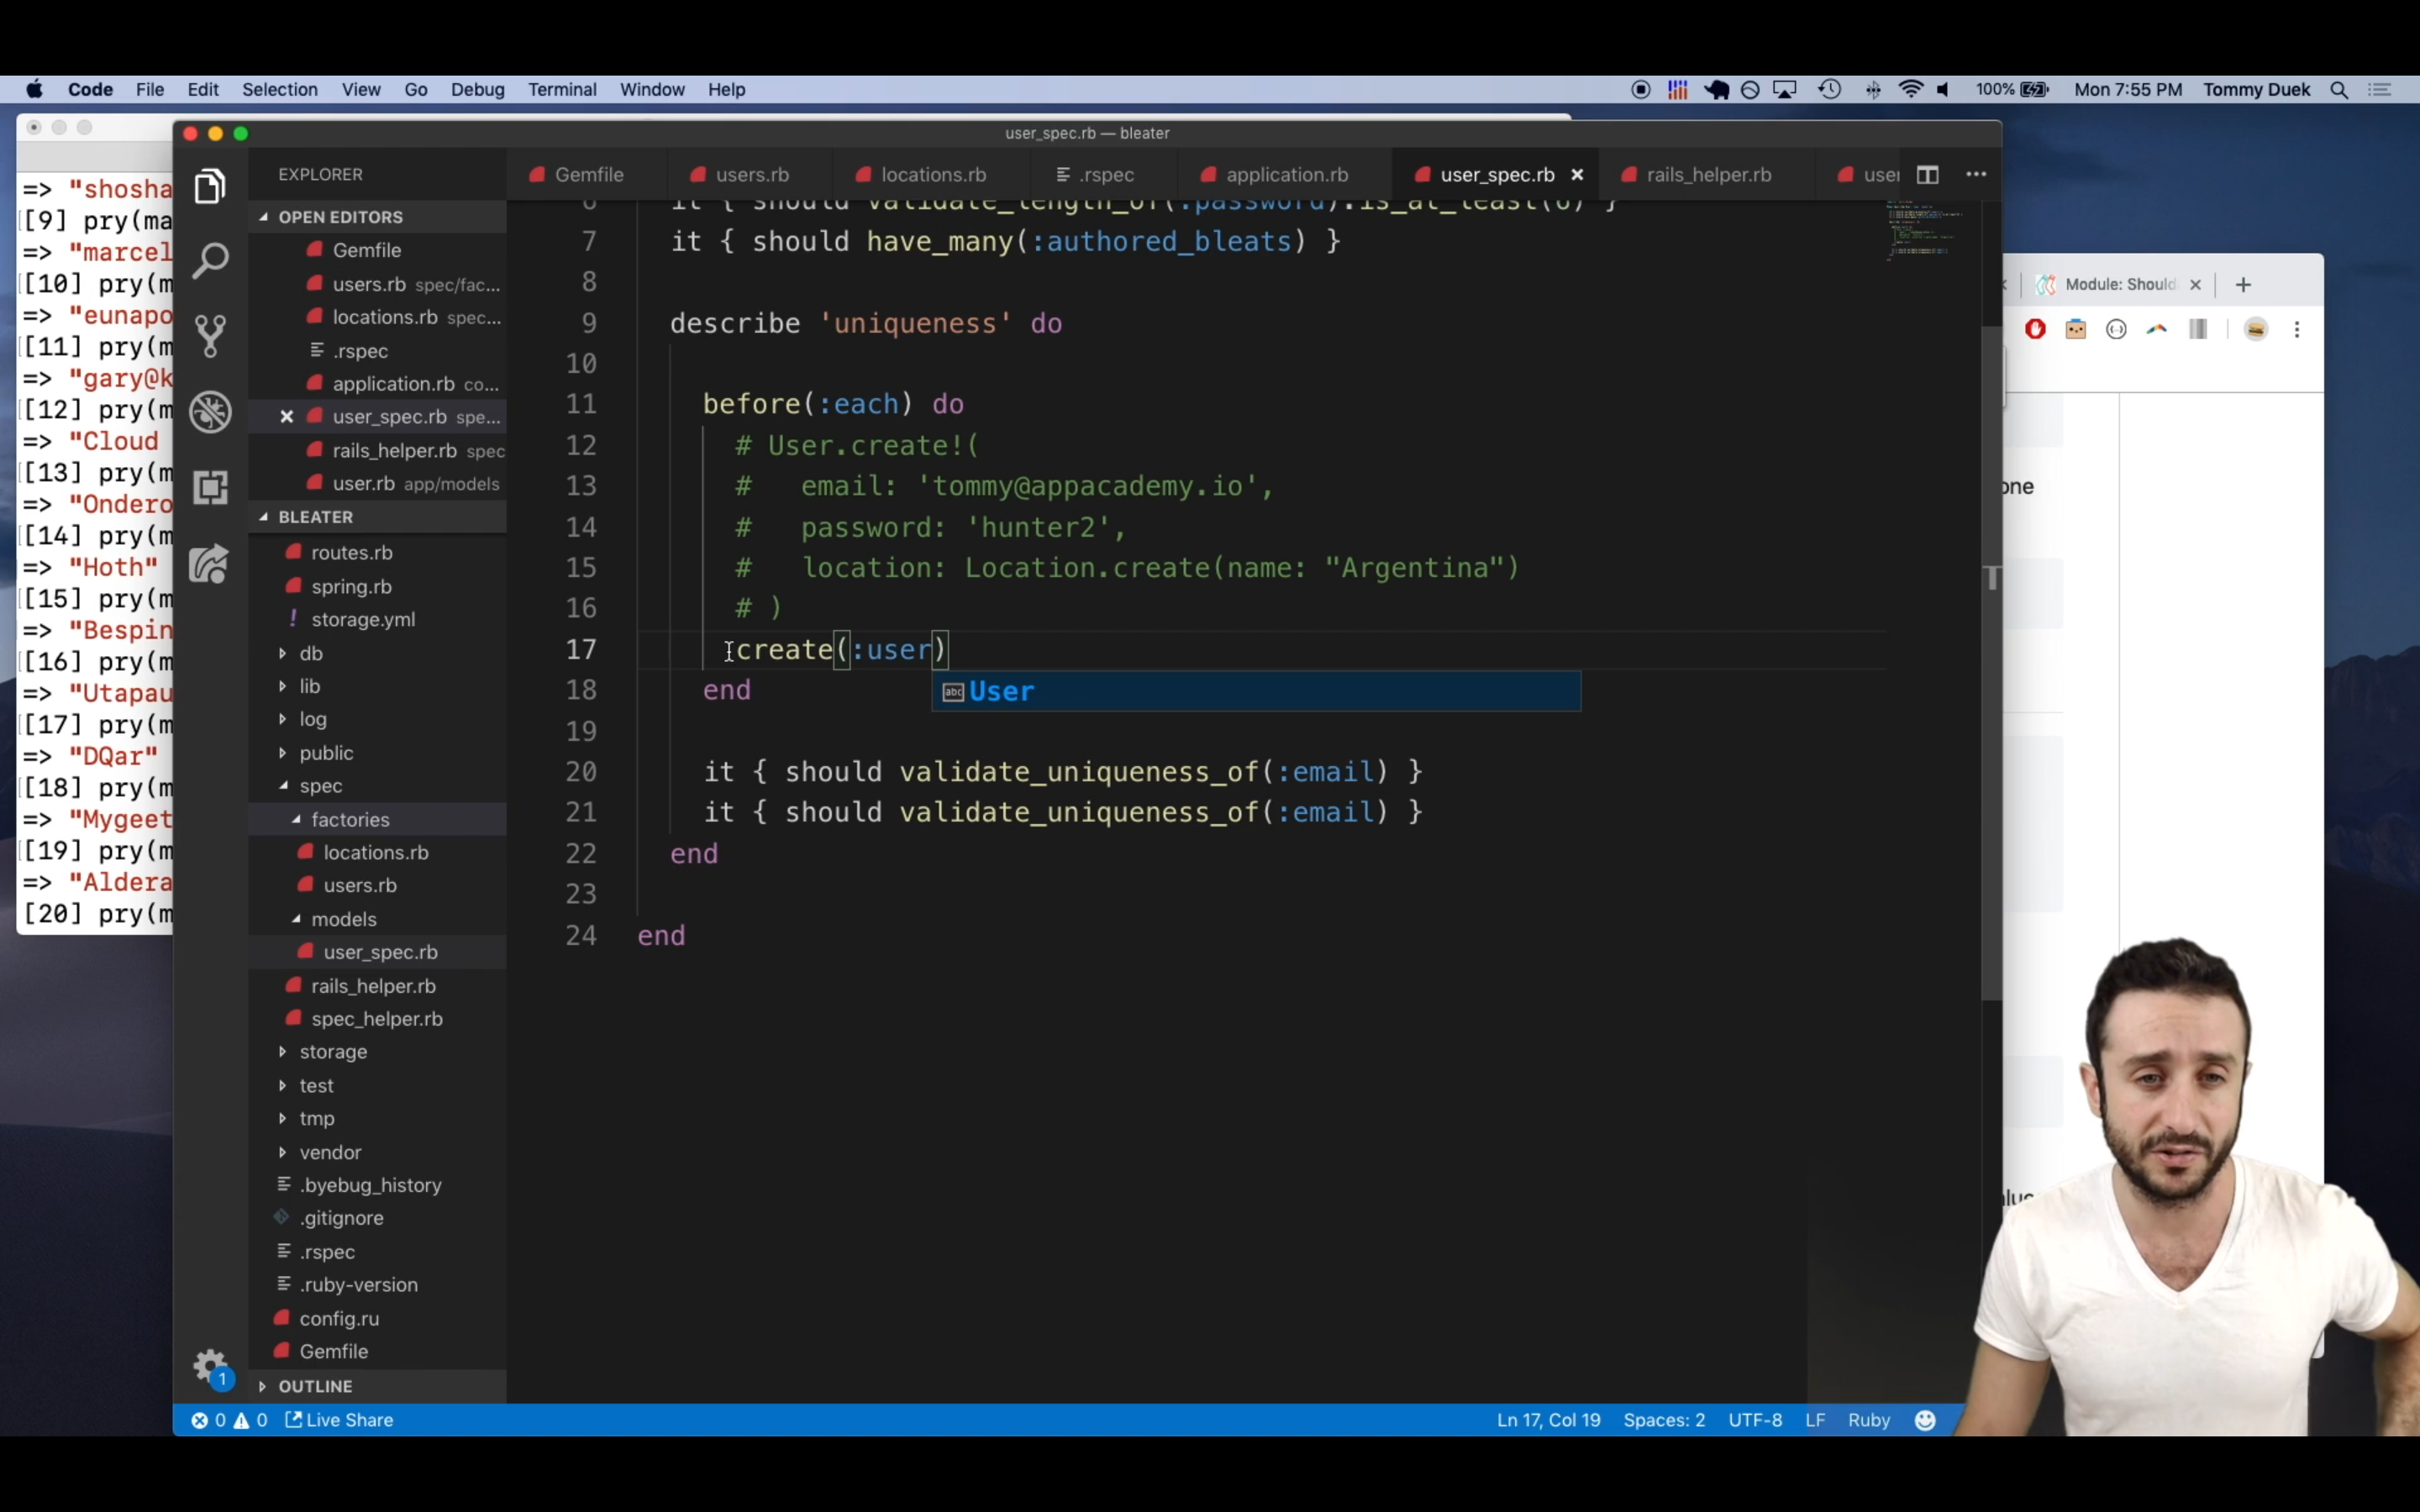 Code File Edit Selection View Go Debug Terminal Window Help
100% Mon 7:55 PM Tommy Duek
user_spec.rb — bleater
EXPLORER
Gemfile users.rb locations.rb .rspec application.rb user_spec.rb rails_helper.rb user
OPEN EDITORS
Gemfile
users.rb spec/fac...
locations.rb spec...
.rspec
application.rb co...
user_spec.rb spe...
rails_helper.rb spec
user.rb app/models
BLEATER
routes.rb
spring.rb
storage.yml
db
lib
log
public
spec
factories
locations.rb
users.rb
models
user_spec.rb
rails_helper.rb
spec_helper.rb
storage
test
tmp
vendor
.byebug_history
.gitignore
.rspec
.ruby-version
config.ru
Gemfile
OUTLINE
6 it { should validate_length_of(:password).is_at_least(6) }
7 it { should have_many(:authored_bleats) }
8
9 describe 'uniqueness' do
10
11 before(:each) do
12 # User.create!(
13 # email: 'tommy@appacademy.io',
14 # password: 'hunter2',
15 # location: Location.create(name: "Argentina")
16 # )
17 create(:user)
18 end
abc User
19
20 it { should validate_uniqueness_of(:email) }
21 it { should validate_uniqueness_of(:email) }
22 end
23
24 end
=> "shosha
[9] pry(ma
=> "marcel
[10] pry(m
=> "eunapo
[11] pry(m
=> "gary@k
[12] pry(m
=> "Cloud
[13] pry(m
=> "Ondero
[14] pry(m
=> "Hoth"
[15] pry(m
=> "Bespin
[16] pry(m
=> "Utapau
[17] pry(m
=> "DQar"
[18] pry(m
=> "Mygeet
[19] pry(m
=> "Aldera
[20] pry(m
Module: Should
one
1
0 0 Live Share
Ln 17, Col 19 Spaces: 2 UTF-8 LF Ruby